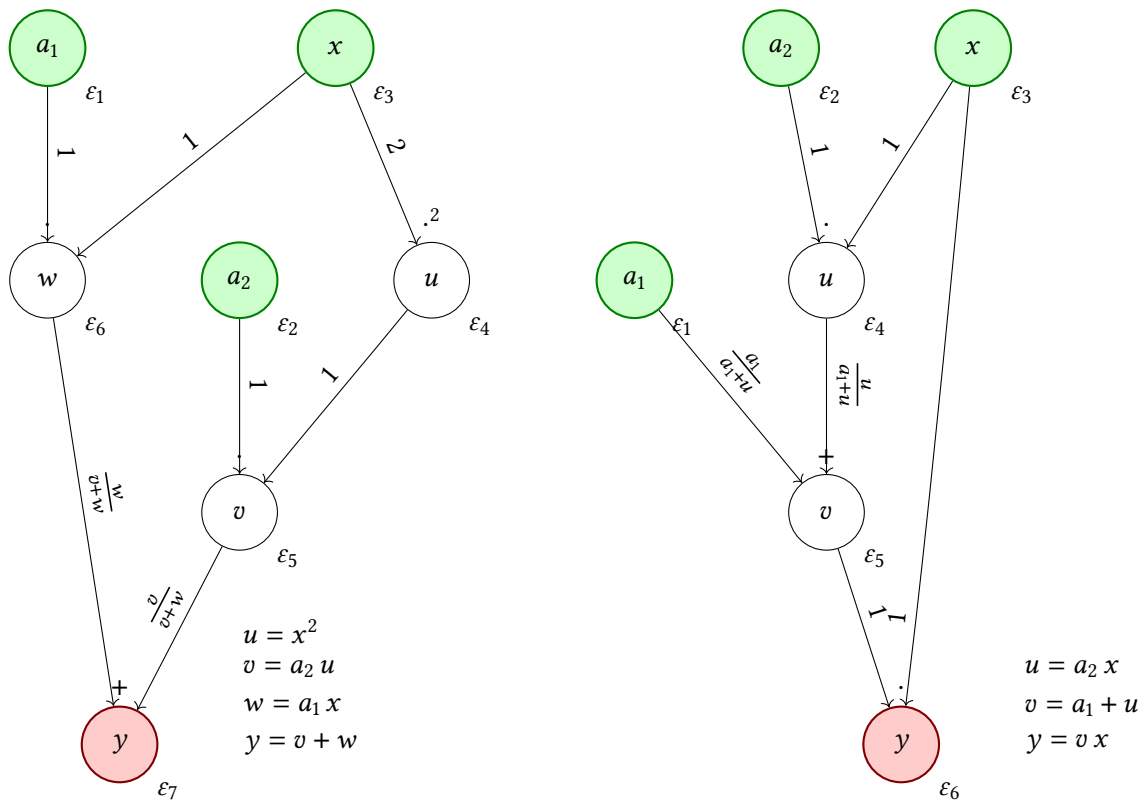 a₁ x a₂ x
ε₁ ε₃ ε₂ ε₃
1 1 2 1 1
· ·² ·
w a₂ u a₁ u
ε₆ ε₂ ε₄ ε₁ ε₄
1 1 a₁/(a₁+u) u/(a₁+u)
· +
w/(v+w) v v
ε₅ ε₅
v/(v+w) 1 1
u = x²
v = a₂ u u = a₂ x
w = a₁ x v = a₁ + u
+ ·
y y = v + w y y = v x
ε₇ ε₆